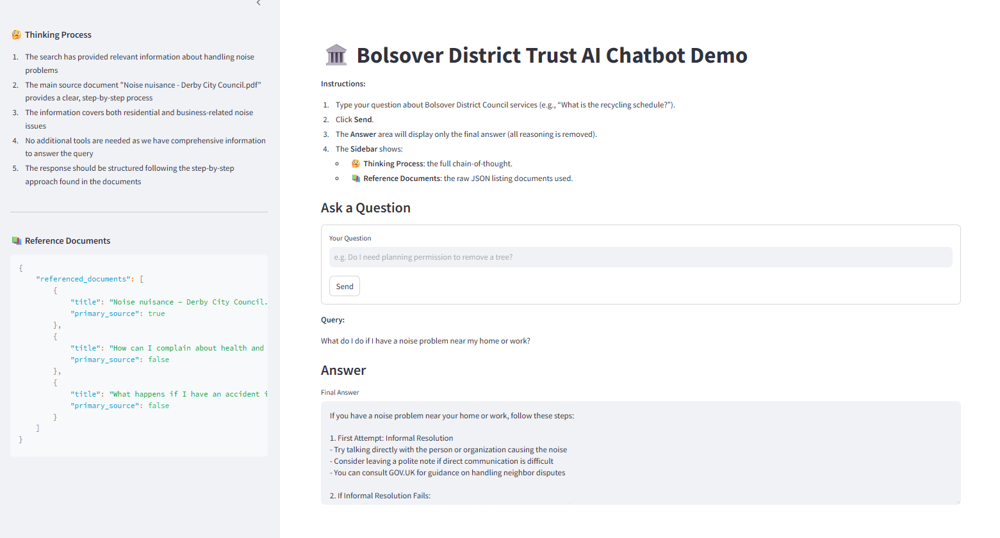 🤔 Thinking Process
1. The search has provided relevant information about handling noise
problems
2. The main source document "Noise nuisance - Derby City Council.pdf"
provides a clear, step-by-step process
3. The information covers both residential and business-related noise
issues
4. No additional tools are needed as we have comprehensive information
to answer the query
5. The response should be structured following the step-by-step
approach found in the documents
📚 Reference Documents
{
"referenced_documents": [
{
"title": "Noise nuisance – Derby City Council.
"primary_source": true
},
{
"title": "How can I complain about health and
"primary_source": false
},
{
"title": "What happens if I have an accident i
"primary_source": false
}
]
}
🏛️ Bolsover District Trust AI Chatbot Demo
Instructions:
1. Type your question about Bolsover District Council services (e.g., “What is the recycling schedule?”).
2. Click Send.
3. The Answer area will display only the final answer (all reasoning is removed).
4. The Sidebar shows:
🤔 Thinking Process: the full chain-of-thought.
📚 Reference Documents: the raw JSON listing documents used.
Ask a Question
Your Question
e.g. Do I need planning permission to remove a tree?
Send
Query:
What do I do if I have a noise problem near my home or work?
Answer
Final Answer
If you have a noise problem near your home or work, follow these steps:
1. First Attempt: Informal Resolution
- Try talking directly with the person or organization causing the noise
- Consider leaving a polite note if direct communication is difficult
- You can consult GOV.UK for guidance on handling neighbor disputes
2. If Informal Resolution Fails: